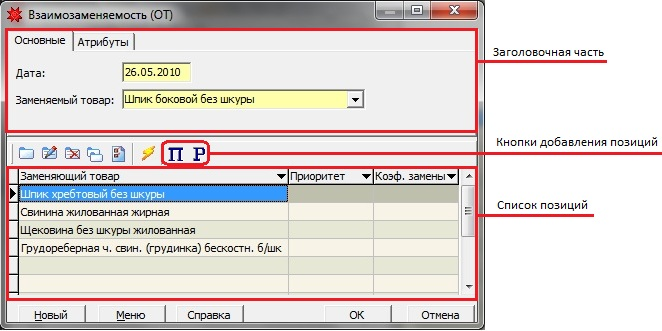 Взаимозаменяемость (ОТ)
Основные Атрибуты
Заголовочная часть
Дата: 26.05.2010
Заменяемый товар: Шпик боковой без шкуры
Кнопки добавления позиций
П Р
Заменяющий товар Приоритет Коэф. замены
Шпик хребтовый без шкуры
Список позиций
Свинина жилованная жирная
Щековина без шкуры жилованная
Грудореберная ч. свин. (грудинка) бескостн. б/шк
Новый Меню Справка ОК Отмена